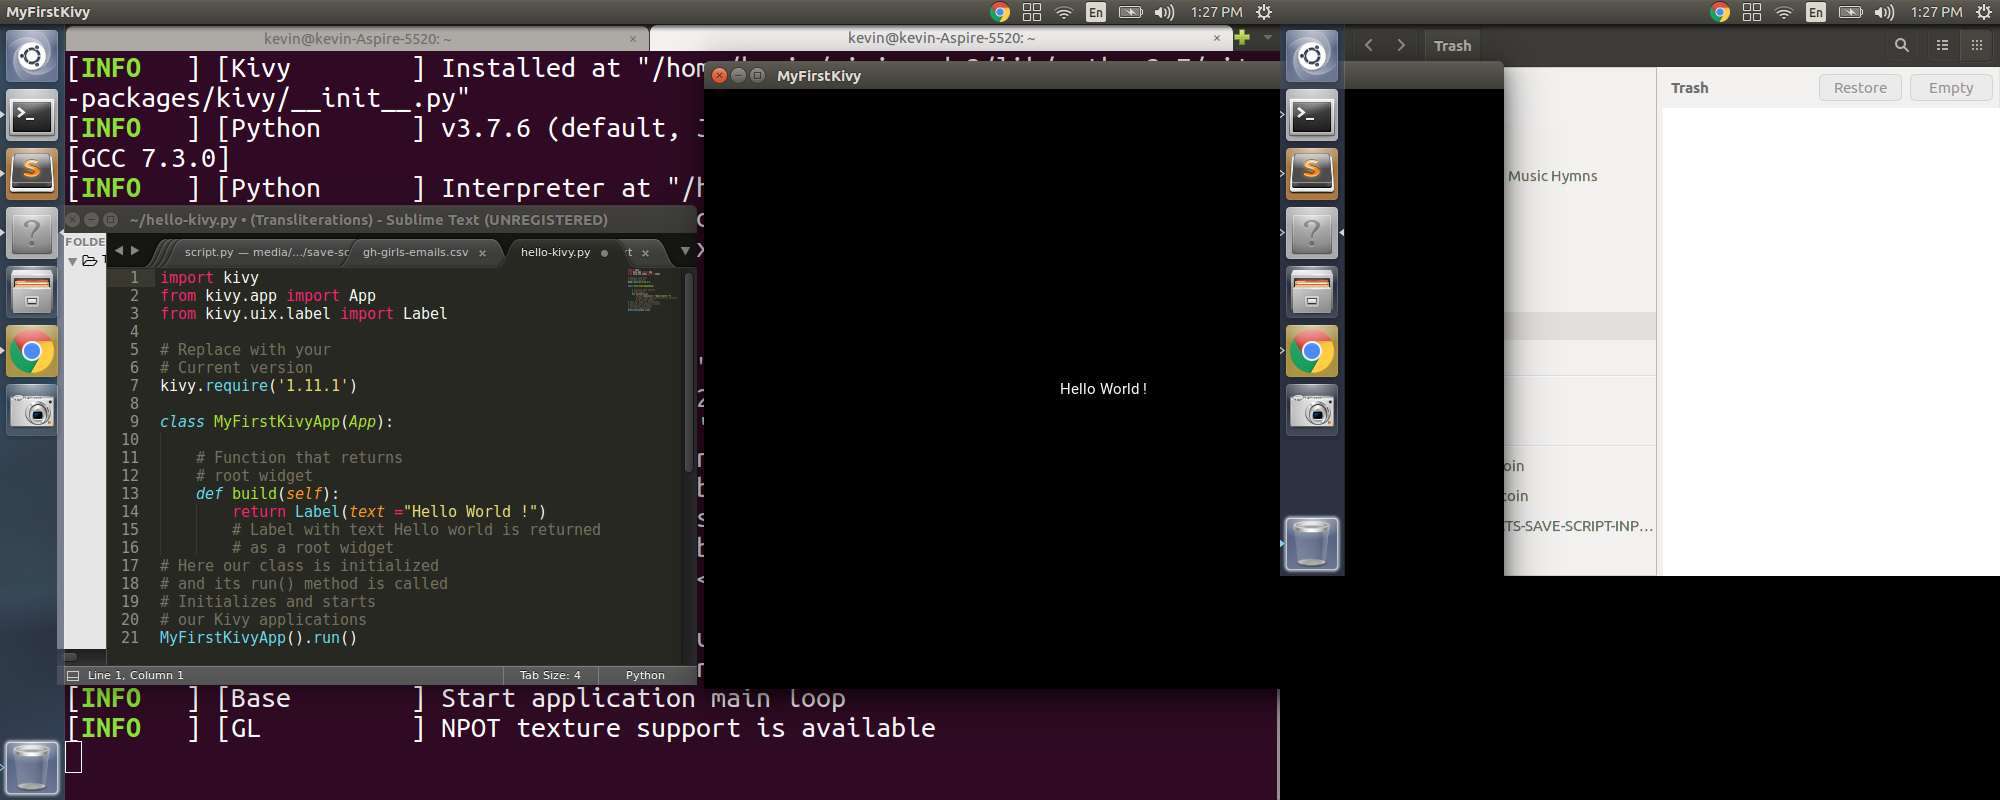 MyFirstKivy
En
1:27 PM
En
1:27 PM
kevin@kevin-Aspire-5520: ~
kevin@kevin-Aspire-5520: ~
Trash
[INFO   ] [Kivy        ] Installed at
-packages/kivy/__init__.py"
[INFO   ] [Python      ] v3.7.6 (default,
[GCC 7.3.0]
[INFO   ] [Python      ] Interpreter at
~/hello-kivy.py • (Transliterations) - Sublime Text (UNREGISTERED)
FOLDE
script.py — media/.../save-sc
gh-girls-emails.csv
hello-kivy.py
1 import kivy
2 from kivy.app import App
3 from kivy.uix.label import Label
4
5 # Replace with your
6 # Current version
7 kivy.require('1.11.1')
8
9 class MyFirstKivyApp(App):
10
11     # Function that returns
12     # root widget
13     def build(self):
14         return Label(text ="Hello World !")
15         # Label with text Hello world is returned
16         # as a root widget
17 # Here our class is initialized
18 # and its run() method is called
19 # Initializes and starts
20 # our Kivy applications
21 MyFirstKivyApp().run()
Line 1, Column 1
Tab Size: 4
Python
[INFO   ] [Base        ] Start application main loop
[INFO   ] [GL          ] NPOT texture support is available
MyFirstKivy
Hello World !
Trash
Restore
Empty
Music Hymns
oin
coin
TS-SAVE-SCRIPT-INP...